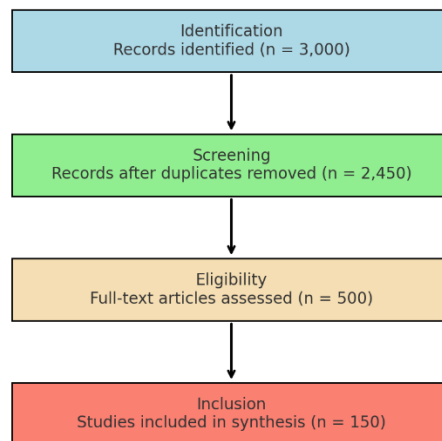 Identification
Records identified (n = 3,000)
Screening
Records after duplicates removed (n = 2,450)
Eligibility
Full-text articles assessed (n = 500)
Inclusion
Studies included in synthesis (n = 150)